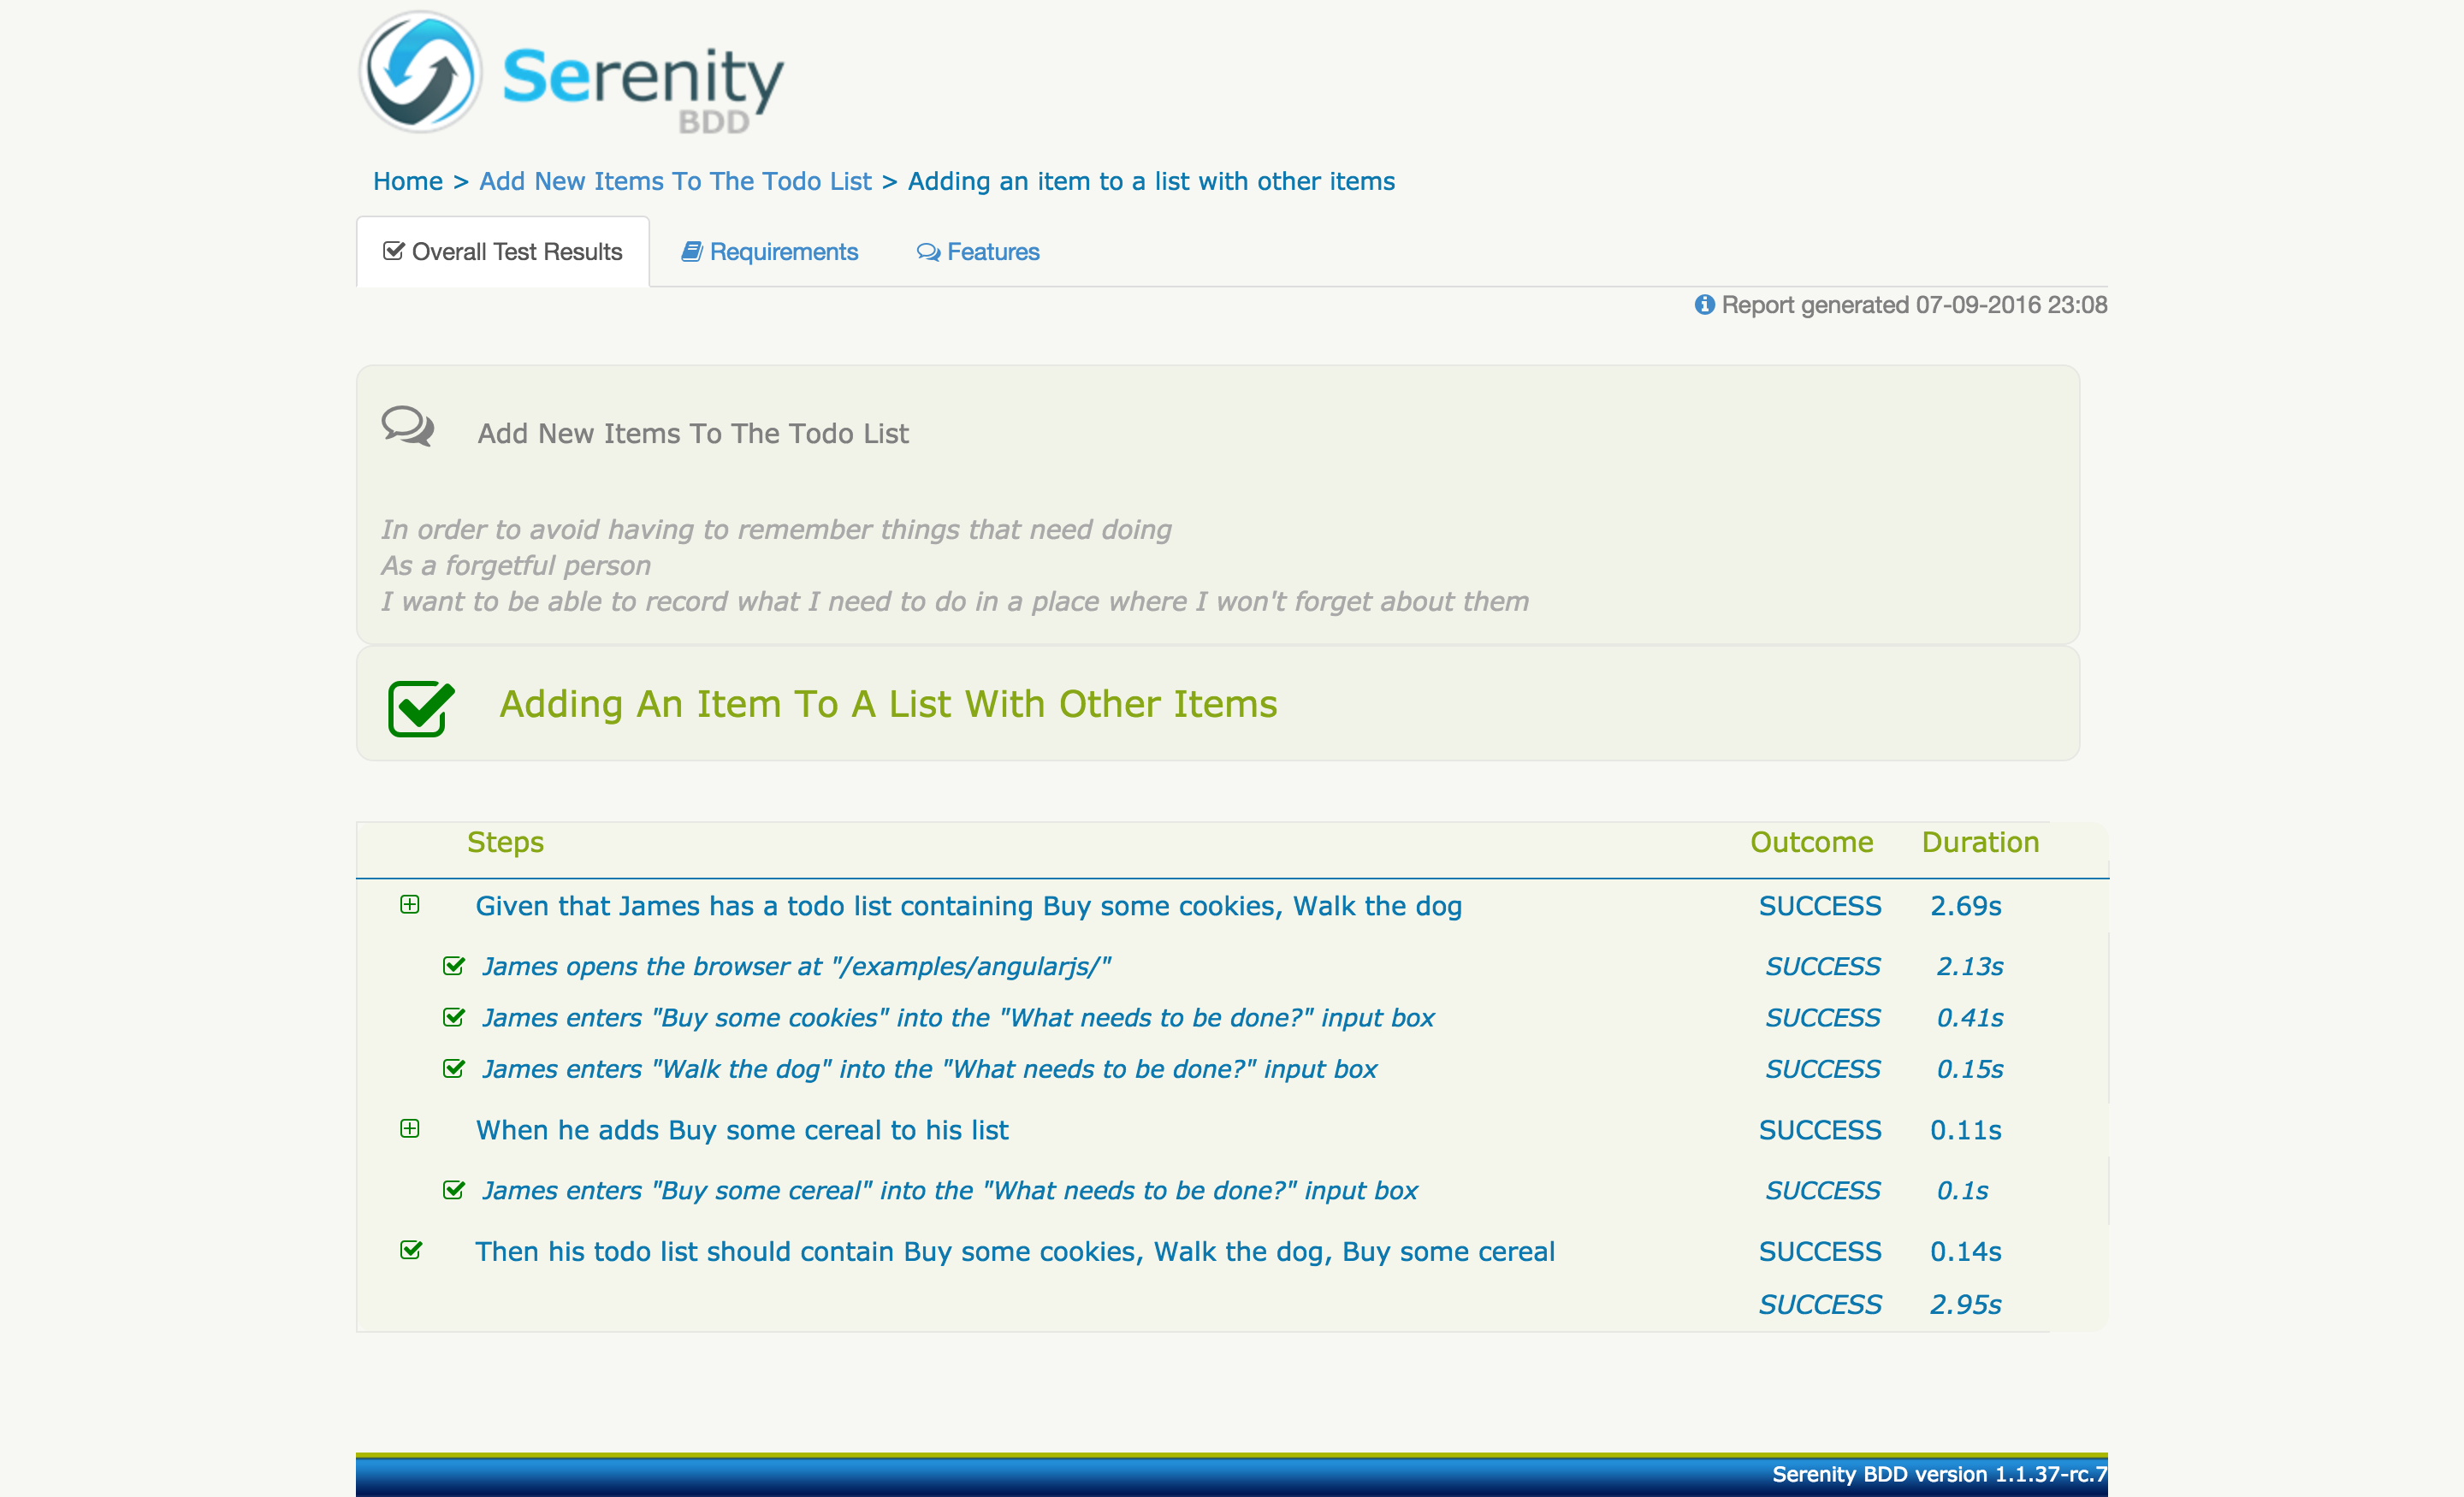 Serenity
BDD
Home > Add New Items To The Todo List > Adding an item to a list with other items
Overall Test Results Requirements Features
Report generated 07-09-2016 23:08
Add New Items To The Todo List
In order to avoid having to remember things that need doing
As a forgetful person
I want to be able to record what I need to do in a place where I won't forget about them
Adding An Item To A List With Other Items
Steps Outcome Duration
Given that James has a todo list containing Buy some cookies, Walk the dog SUCCESS 2.69s
James opens the browser at "/examples/angularjs/" SUCCESS 2.13s
James enters "Buy some cookies" into the "What needs to be done?" input box SUCCESS 0.41s
James enters "Walk the dog" into the "What needs to be done?" input box SUCCESS 0.15s
When he adds Buy some cereal to his list SUCCESS 0.11s
James enters "Buy some cereal" into the "What needs to be done?" input box SUCCESS 0.1s
Then his todo list should contain Buy some cookies, Walk the dog, Buy some cereal SUCCESS 0.14s
SUCCESS 2.95s
Serenity BDD version 1.1.37-rc.7